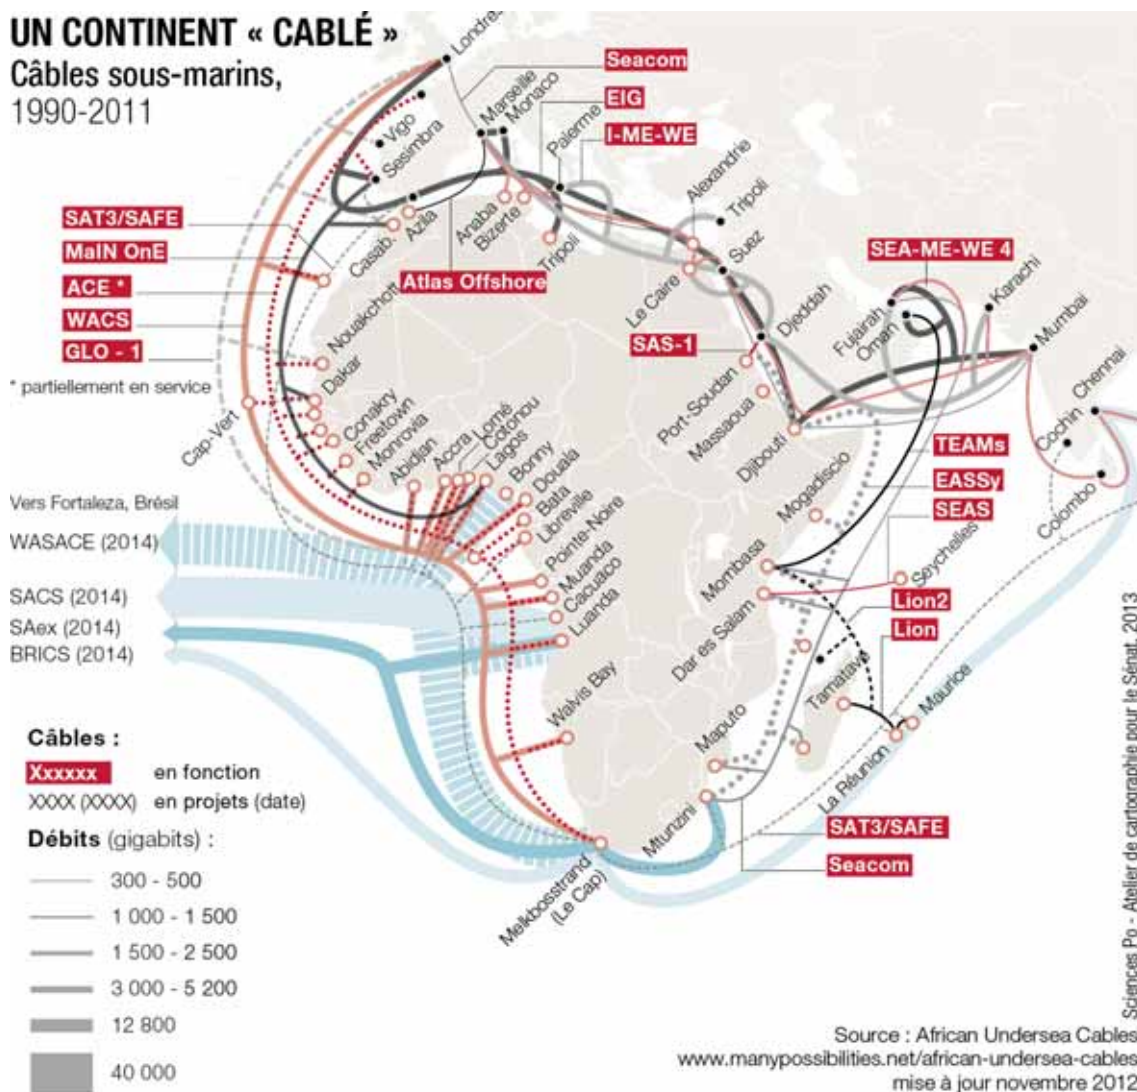 UN CONTINENT « CABLÉ »
Câbles sous-marins,
1990-2011
Londres
Vigo
Sesimbra
Marseille
Monaco
Palerme
Seacom
EIG
I-ME-WE
Alexandrie
Tripoli
Suez
SAT3/SAFE
MaIN OnE
ACE *
WACS
GLO - 1
* partiellement en service
Casab.
Azila
Anaba
Bizerte
Tripoli
Atlas Offshore
Le Caire
SEA-ME-WE 4
Karachi
Mumbai
Djeddah
Fujairah
Oman
SAS-1
Port-Soudan
Massaoua
Djibouti
Chennai
Cochin
Colombo
Nouakchott
Dakar
Cap-Vert
Conakry
Freetown
Monrovia
Abidjan
Accra
Lomé
Cotonou
Lagos
Bonny
Douala
Bata
Libreville
Pointe-Noire
Muanda
Cacuaco
Luanda
TEAMs
EASSy
SEAS
Mogadiscio
Mombasa
Seychelles
Dar es Salam
Lion2
Lion
Vers Fortaleza, Brésil
WASACE (2014)
SACS (2014)
SAex (2014)
BRICS (2014)
Walvis Bay
Maputo
Tamatave
Maurice
La Réunion
Mtunzini
Melkbosstrand
(Le Cap)
SAT3/SAFE
Seacom
Câbles :
Xxxxxx en fonction
XXXX (XXXX) en projets (date)
Débits (gigabits) :
300 - 500
1 000 - 1 500
1 500 - 2 500
3 000 - 5 200
12 800
40 000
Sciences Po - Atelier de cartographie pour le Sénat, 2013
Source : African Undersea Cables
www.manypossibilities.net/african-undersea-cables
mise à jour novembre 2012